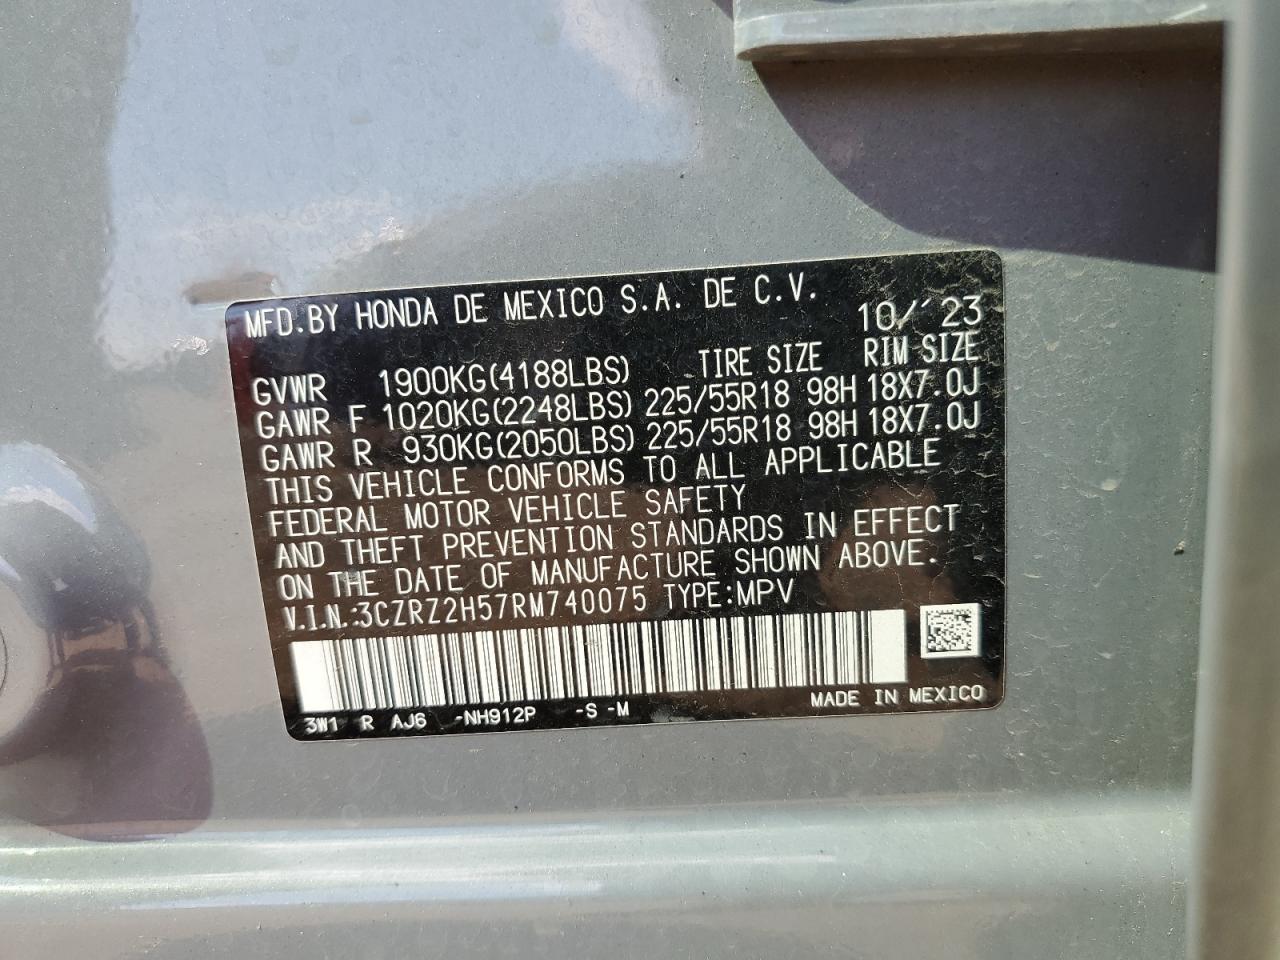 MFD.BY HONDA DE MEXICO S.A. DE C.V. 10/'23
GVWR 1900KG(4188LBS) TIRE SIZE RIM SIZE
GAWR F 1020KG(2248LBS) 225/55R18 98H 18X7.0J
GAWR R 930KG(2050LBS) 225/55R18 98H 18X7.0J
THIS VEHICLE CONFORMS TO ALL APPLICABLE
FEDERAL MOTOR VEHICLE SAFETY
AND THEFT PREVENTION STANDARDS IN EFFECT
ON THE DATE OF MANUFACTURE SHOWN ABOVE.
V.I.N.:3CZRZ2H57RM740075 TYPE:MPV
3W1 R AJ6 -NH912P -S -M MADE IN MEXICO